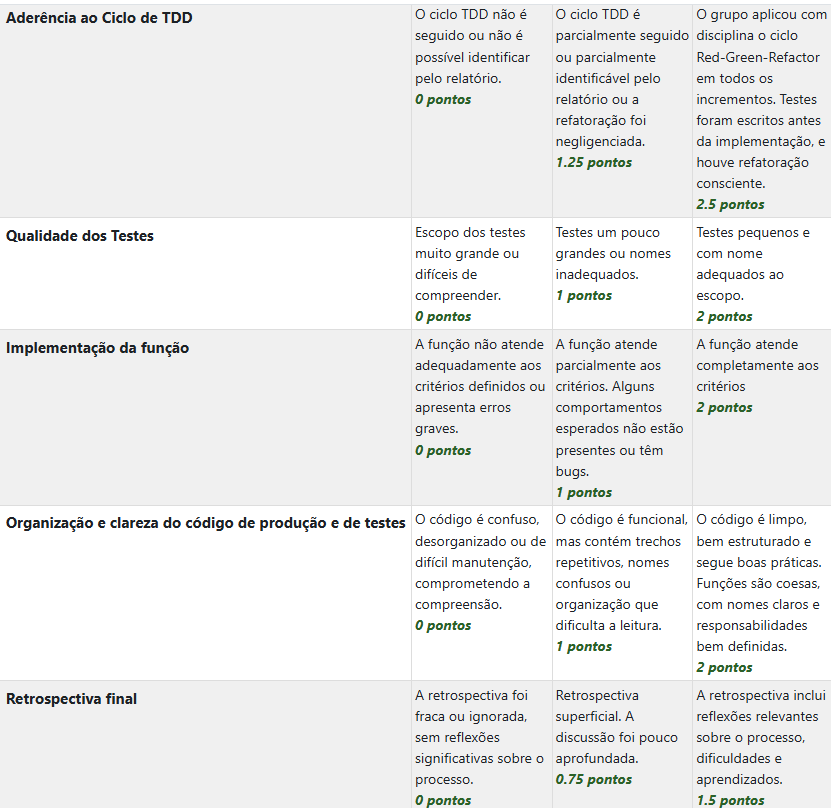 Aderência ao Ciclo de TDD
O ciclo TDD não é
seguido ou não é
possível identificar
pelo relatório.
0 pontos
O ciclo TDD é
parcialmente seguido
ou parcialmente
identificável pelo
relatório ou a
refatoração foi
negligenciada.
1.25 pontos
O grupo aplicou com
disciplina o ciclo
Red-Green-Refactor
em todos os
incrementos. Testes
foram escritos antes
da implementação, e
houve refatoração
consciente.
2.5 pontos
Qualidade dos Testes
Escopo dos testes
muito grande ou
difíceis de
compreender.
0 pontos
Testes um pouco
grandes ou nomes
inadequados.
1 pontos
Testes pequenos e
com nome
adequados ao
escopo.
2 pontos
Implementação da função
A função não atende
adequadamente aos
critérios definidos ou
apresenta erros
graves.
0 pontos
A função atende
parcialmente aos
critérios. Alguns
comportamentos
esperados não estão
presentes ou têm
bugs.
1 pontos
A função atende
completamente aos
critérios
2 pontos
Organização e clareza do código de produção e de testes
O código é confuso,
desorganizado ou de
difícil manutenção,
comprometendo a
compreensão.
0 pontos
O código é funcional,
mas contém trechos
repetitivos, nomes
confusos ou
organização que
dificulta a leitura.
1 pontos
O código é limpo,
bem estruturado e
segue boas práticas.
Funções são coesas,
com nomes claros e
responsabilidades
bem definidas.
2 pontos
Retrospectiva final
A retrospectiva foi
fraca ou ignorada,
sem reflexões
significativas sobre o
processo.
0 pontos
Retrospectiva
superficial. A
discussão foi pouco
aprofundada.
0.75 pontos
A retrospectiva inclui
reflexões relevantes
sobre o processo,
dificuldades e
aprendizados.
1.5 pontos